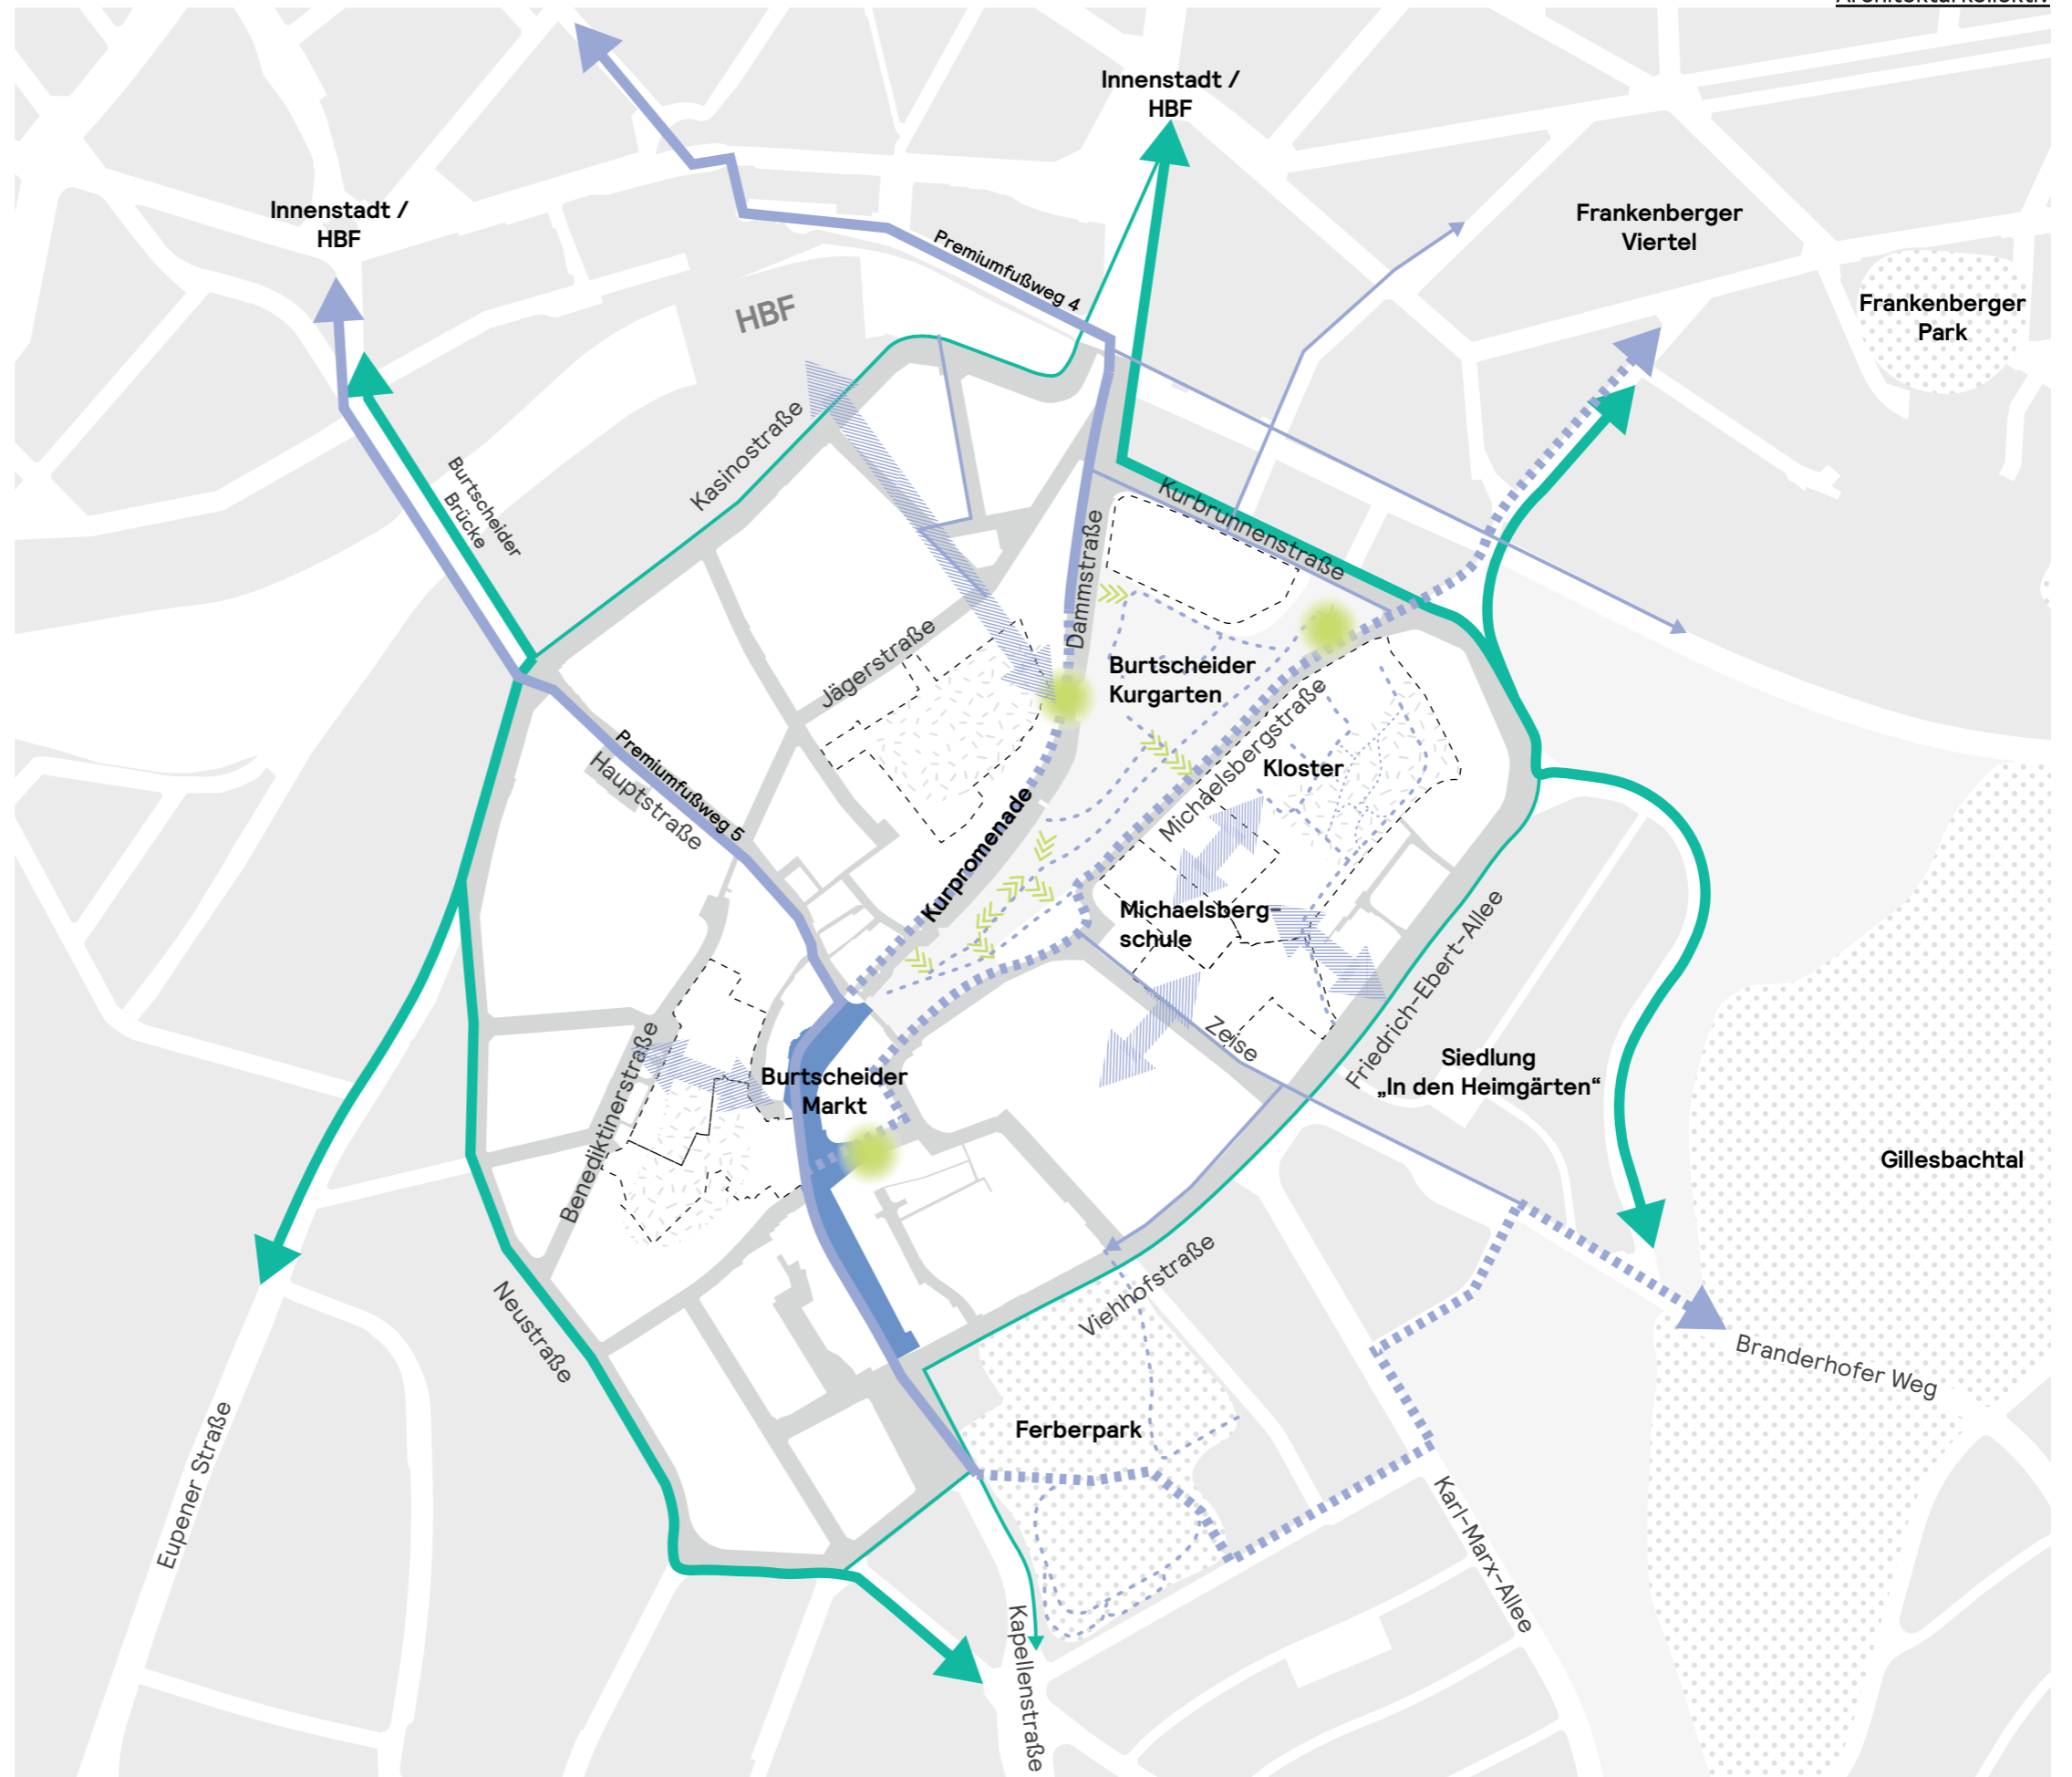 Architekturkollektiv
Innenstadt /
HBF
Innenstadt /
HBF
Frankenberger
Viertel
Premiumfußweg 4
Frankenberger
Park
HBF
Kasinostraße
Burtscheider
Brücke
Kurbrunnenstraße
Dammstraße
Jägerstraße
Burtscheider
Kurgarten
Michaelsbergstraße
Premiumfußweg 5
Hauptstraße
Kloster
Kurpromenade
Michaelsberg-
schule
Friedrich-Ebert-Allee
Zeise
Benediktinerstraße
Burtscheider
Markt
Siedlung
„In den Heimgärten“
Gillesbachtal
Viehhofstraße
Neustraße
Branderhofer Weg
Ferberpark
Eupener Straße
Karl-Marx-Allee
Kapellenstraße